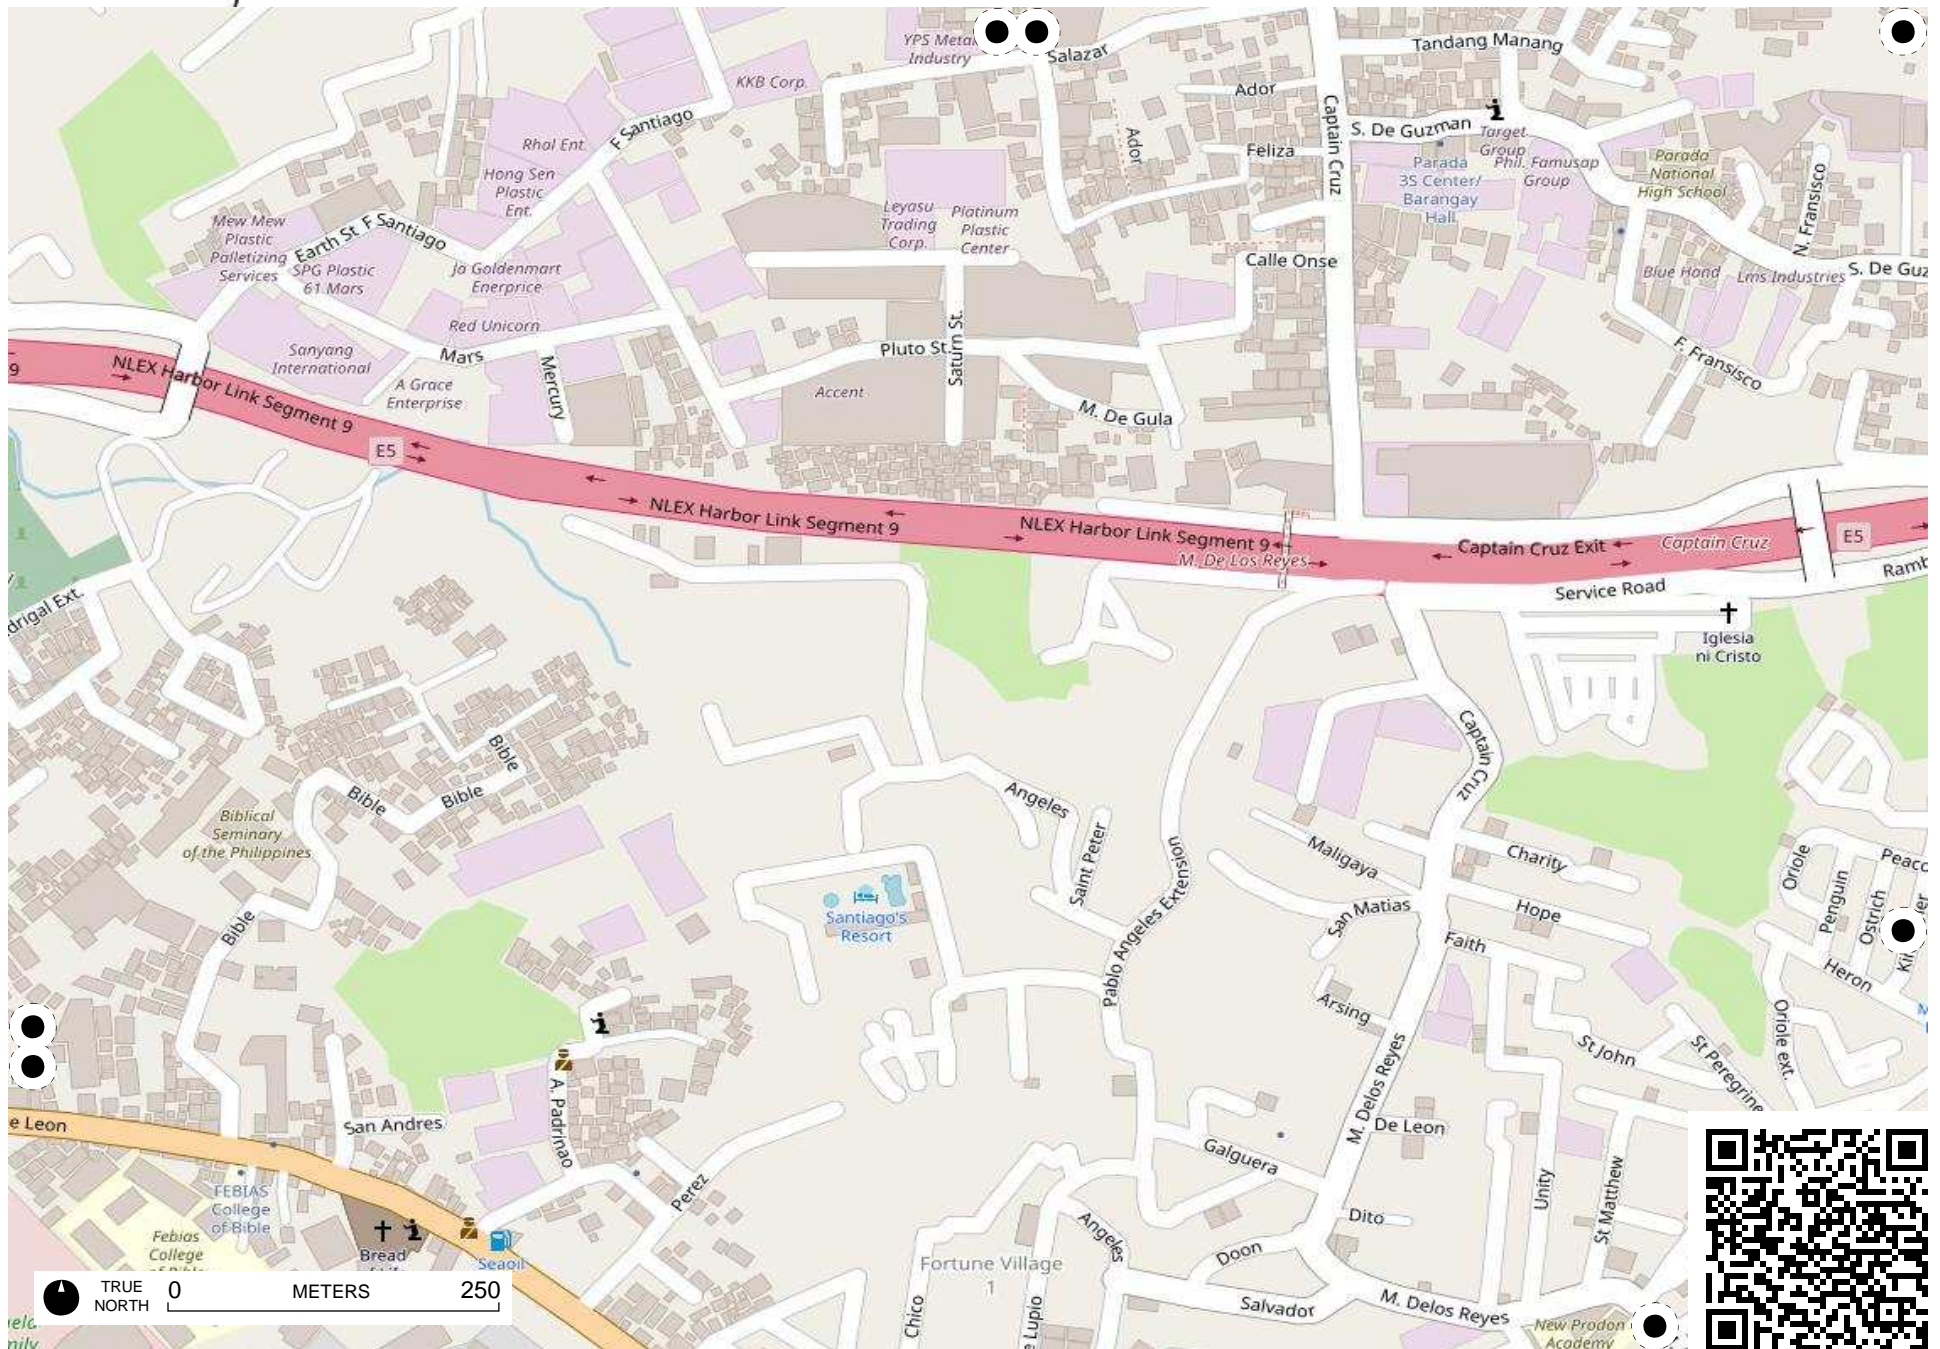 YPS Metal
Industry
Salazar
Tandang Manang
KKB Corp.
Ador
Captain Cruz
S. De Guzman
Target
Group
F Santiago
Rhol Ent.
Ador
Feliza
Parada
3S Center/
Barangay
Hall
Phil. Famusap
Group
Parada
National
High School
N. Fransisco
Hong Sen
Plastic
Ent.
Mew Mew
Plastic
Palletizing
Services
Earth St
F Santiago
Leyasu
Trading
Corp.
Platinum
Plastic
Center
Calle Onse
SPG Plastic
61 Mars
Ja Goldenmart
Enerprice
Blue Hand
Lms Industries
S. De Guz
Red Unicorn
Sanyang
International
Mars
Mercury
Pluto St.
Saturn St.
F. Fransisco
9
NLEX Harbor Link Segment 9
A Grace
Enterprise
Accent
M. De Gula
E5
NLEX Harbor Link Segment 9
NLEX Harbor Link Segment 9
M. De Los Reyes
Captain Cruz Exit
Captain Cruz
E5
Service Road
Ramb
drigal Ext.
Iglesia
ni Cristo
Captain Cruz
Bible
Bible
Bible
Angeles
Biblical
Seminary
of the Philippines
Saint Peter
Pablo Angeles Extension
Maligaya
Charity
Oriole
Peaco
Penguin
Ostrich
Santiago's
Resort
San Matias
Hope
Bible
Faith
Heron
Arsing
Oriole ext.
St John
St Peregrine
A. Padrinao
M. Delos Reyes
e Leon
San Andres
De Leon
Galguera
Unity
St Matthew
Perez
FEBIAS
College
of Bible
Dito
Angeles
Febias
College
of Bible
Bread
Seaoil
Doon
Fortune Village
1
Chico
e Lupio
Salvador
M. Delos Reyes
New Prodon
Academy
TRUE
NORTH
0 METERS 250